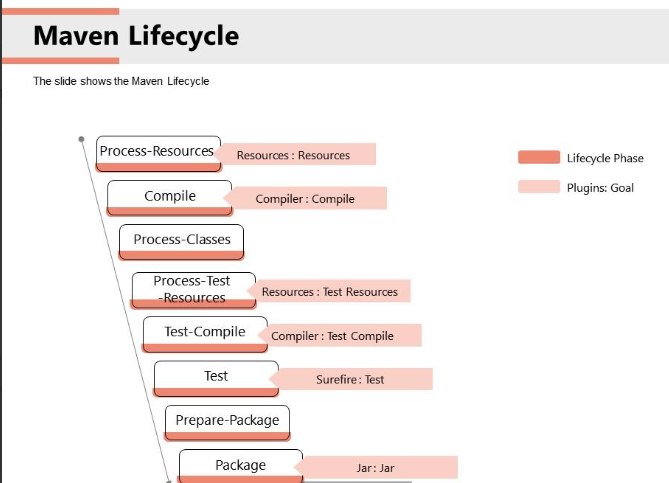 Maven Lifecycle
The slide shows the Maven Lifecycle
Process-Resources
Resources : Resources
Lifecycle Phase
Plugins: Goal
Compile
Compiler : Compile
Process-Classes
Process-Test
-Resources
Resources : Test Resources
Test-Compile
Compiler : Test Compile
Test
Surefire : Test
Prepare-Package
Package
Jar : Jar